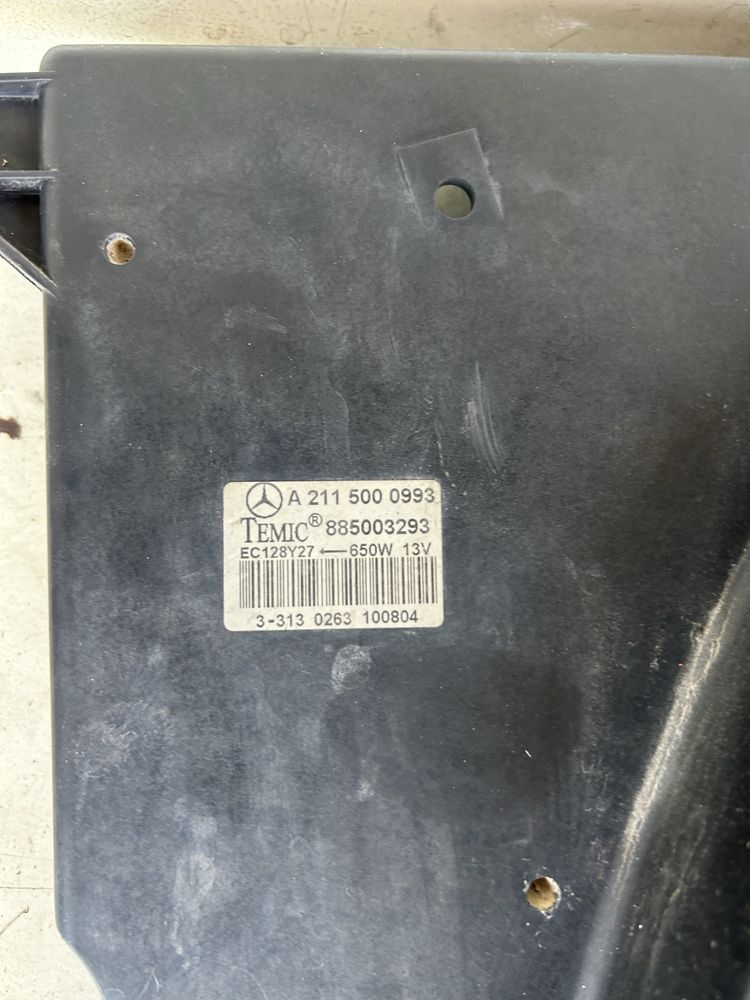 A 211 500 0993
TEMIC® 885003293
EC128Y27 ← 650W 13V
3-313 0263 100804